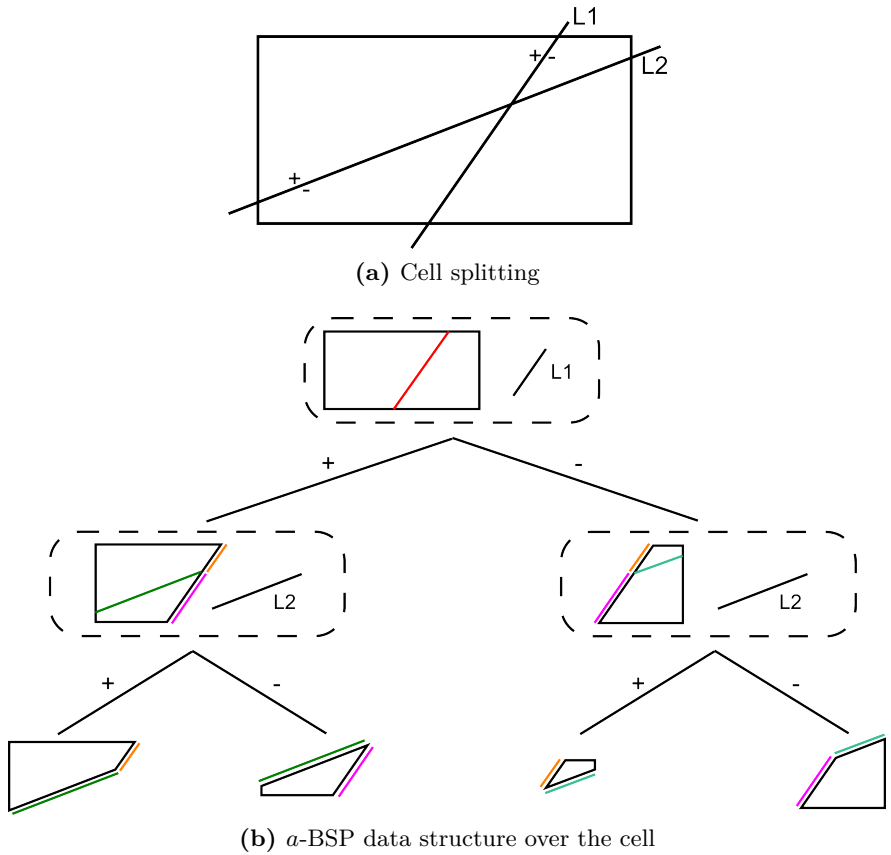 L1
+ -
L2
+
-
(a) Cell splitting
L1
+ -
L2 L2
+ - + -
(b) a-BSP data structure over the cell